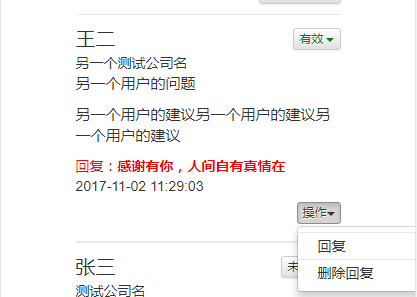 王二
有效
另一个测试公司名
另一个用户的问题
另一个用户的建议另一个用户的建议另
一个用户的建议
回复：感谢有你，人间自有真情在
2017-11-02 11:29:03
操作
回复
删除回复
张三
未
测试公司名